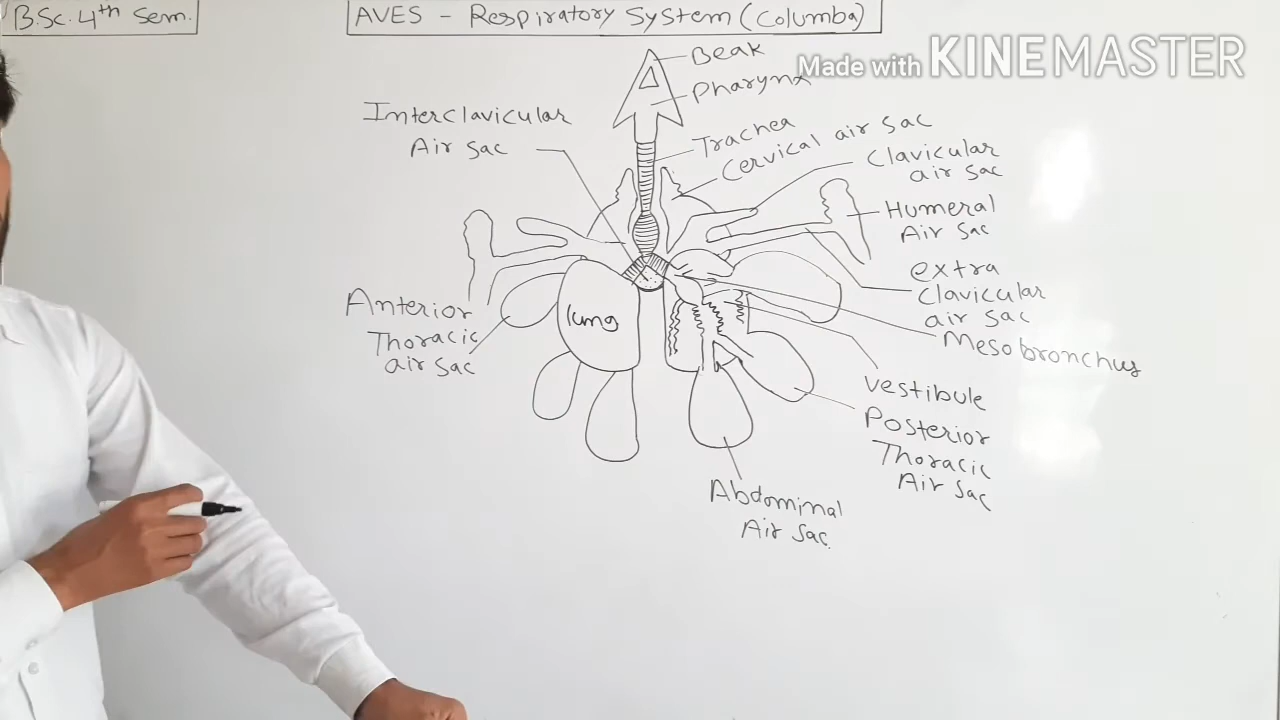 B.Sc. 4th Sem.
AVES - Respiratory System (Columba)
Made with KINEMASTER
Beak
Pharynx
Trachea
Cervical air sac
Clavicular
air sac
Humeral
Air sac
extra
Clavicular
air sac
Mesobronchus
Vestibule
Posterior
Thoracic
Air sac
Abdominal
Air sac.
Interclavicular
Air sac
Anterior
Thoracic
air sac
lung